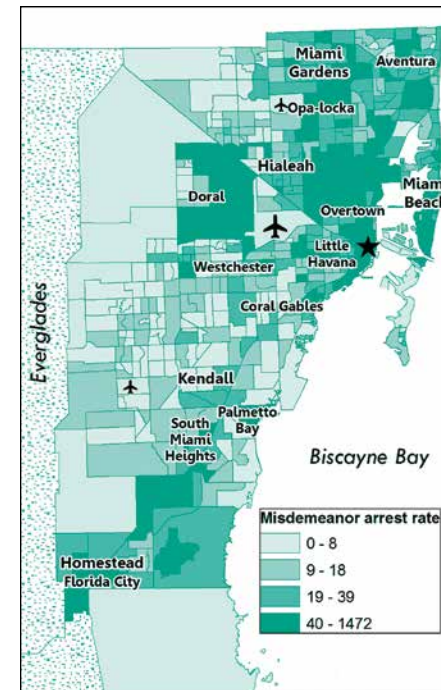 Miami
Gardens
Aventura
Opa-locka
Hialeah
Doral
Miami
Beach
Overtown
Little
Havana
Westchester
Coral Gables
Everglades
Kendall
Palmetto
Bay
South
Miami
Heights
Biscayne Bay
Homestead
Florida City
Misdemeanor arrest rate
0 - 8
9 - 18
19 - 39
40 - 1472